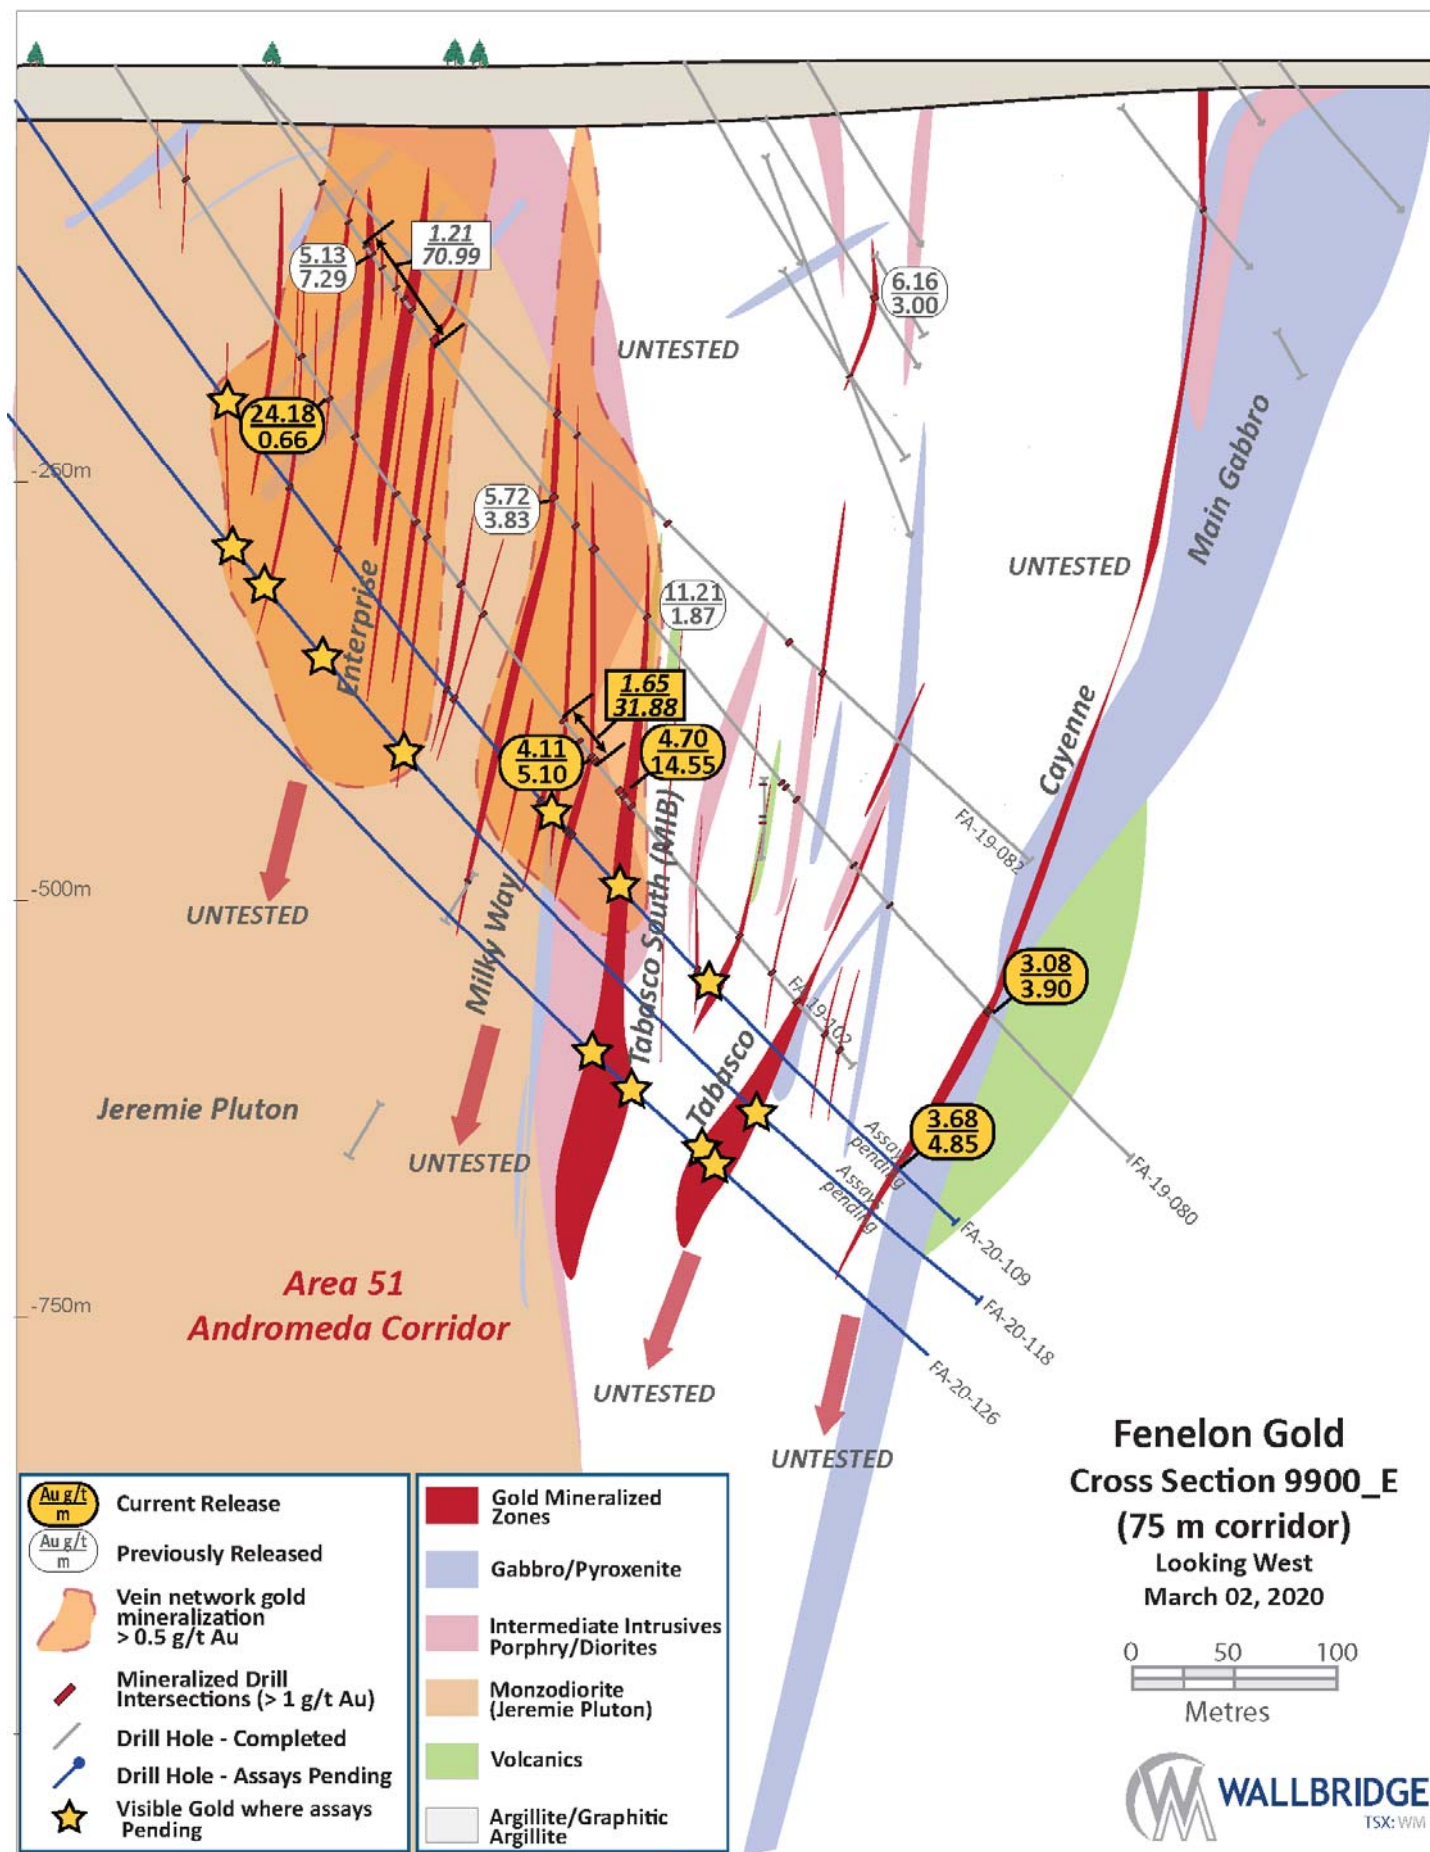 1.21
70.99
5.13
7.29
6.16
3.00
UNTESTED
24.18
0.66
-250m
5.72
3.83
Main Gabbro
UNTESTED
11.21
1.87
Enterprise
1.65
31.88
4.70
14.55
4.11
5.10
Cayenne
FA-19-082
-500m
UNTESTED
Milky Way
Tabasco South (MIB)
3.08
3.90
FA-19-102
Tabasco
Jeremie Pluton
UNTESTED
3.68
4.85
Assays
pending
Assays
pending
FA-19-080
FA-20-109
FA-20-118
FA-20-126
Area 51
Andromeda Corridor
-750m
UNTESTED
UNTESTED
Fenelon Gold
Cross Section 9900_E
(75 m corridor)
Looking West
March 02, 2020
0 50 100
Metres
WALLBRIDGE
TSX: WM
Au g/t
m
Current Release
Au g/t
m
Previously Released
Vein network gold
mineralization
> 0.5 g/t Au
Mineralized Drill
Intersections (> 1 g/t Au)
Drill Hole - Completed
Drill Hole - Assays Pending
Visible Gold where assays
Pending
Gold Mineralized
Zones
Gabbro/Pyroxenite
Intermediate Intrusives
Porphry/Diorites
Monzodiorite
(Jeremie Pluton)
Volcanics
Argillite/Graphitic
Argillite